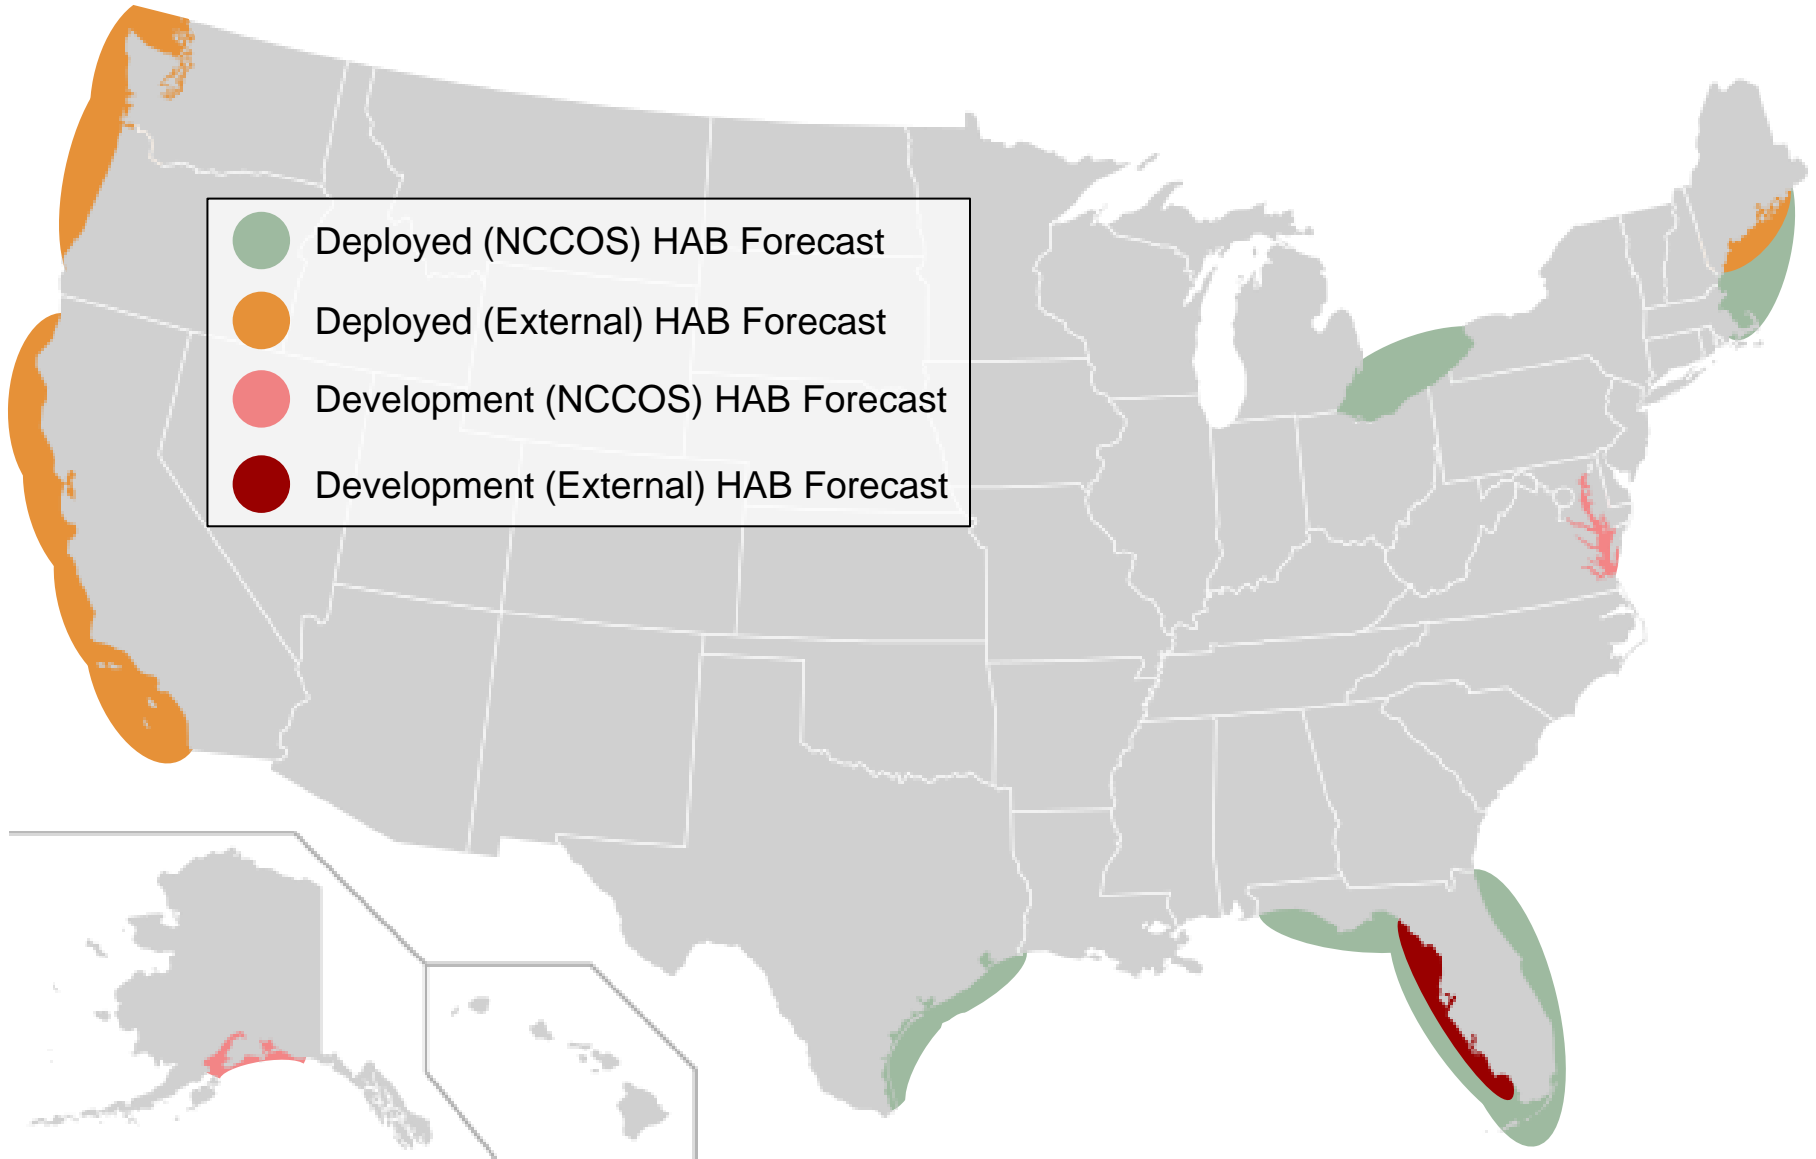 Deployed (NCCOS) HAB Forecast
Deployed (External) HAB Forecast
Development (NCCOS) HAB Forecast
Development (External) HAB Forecast